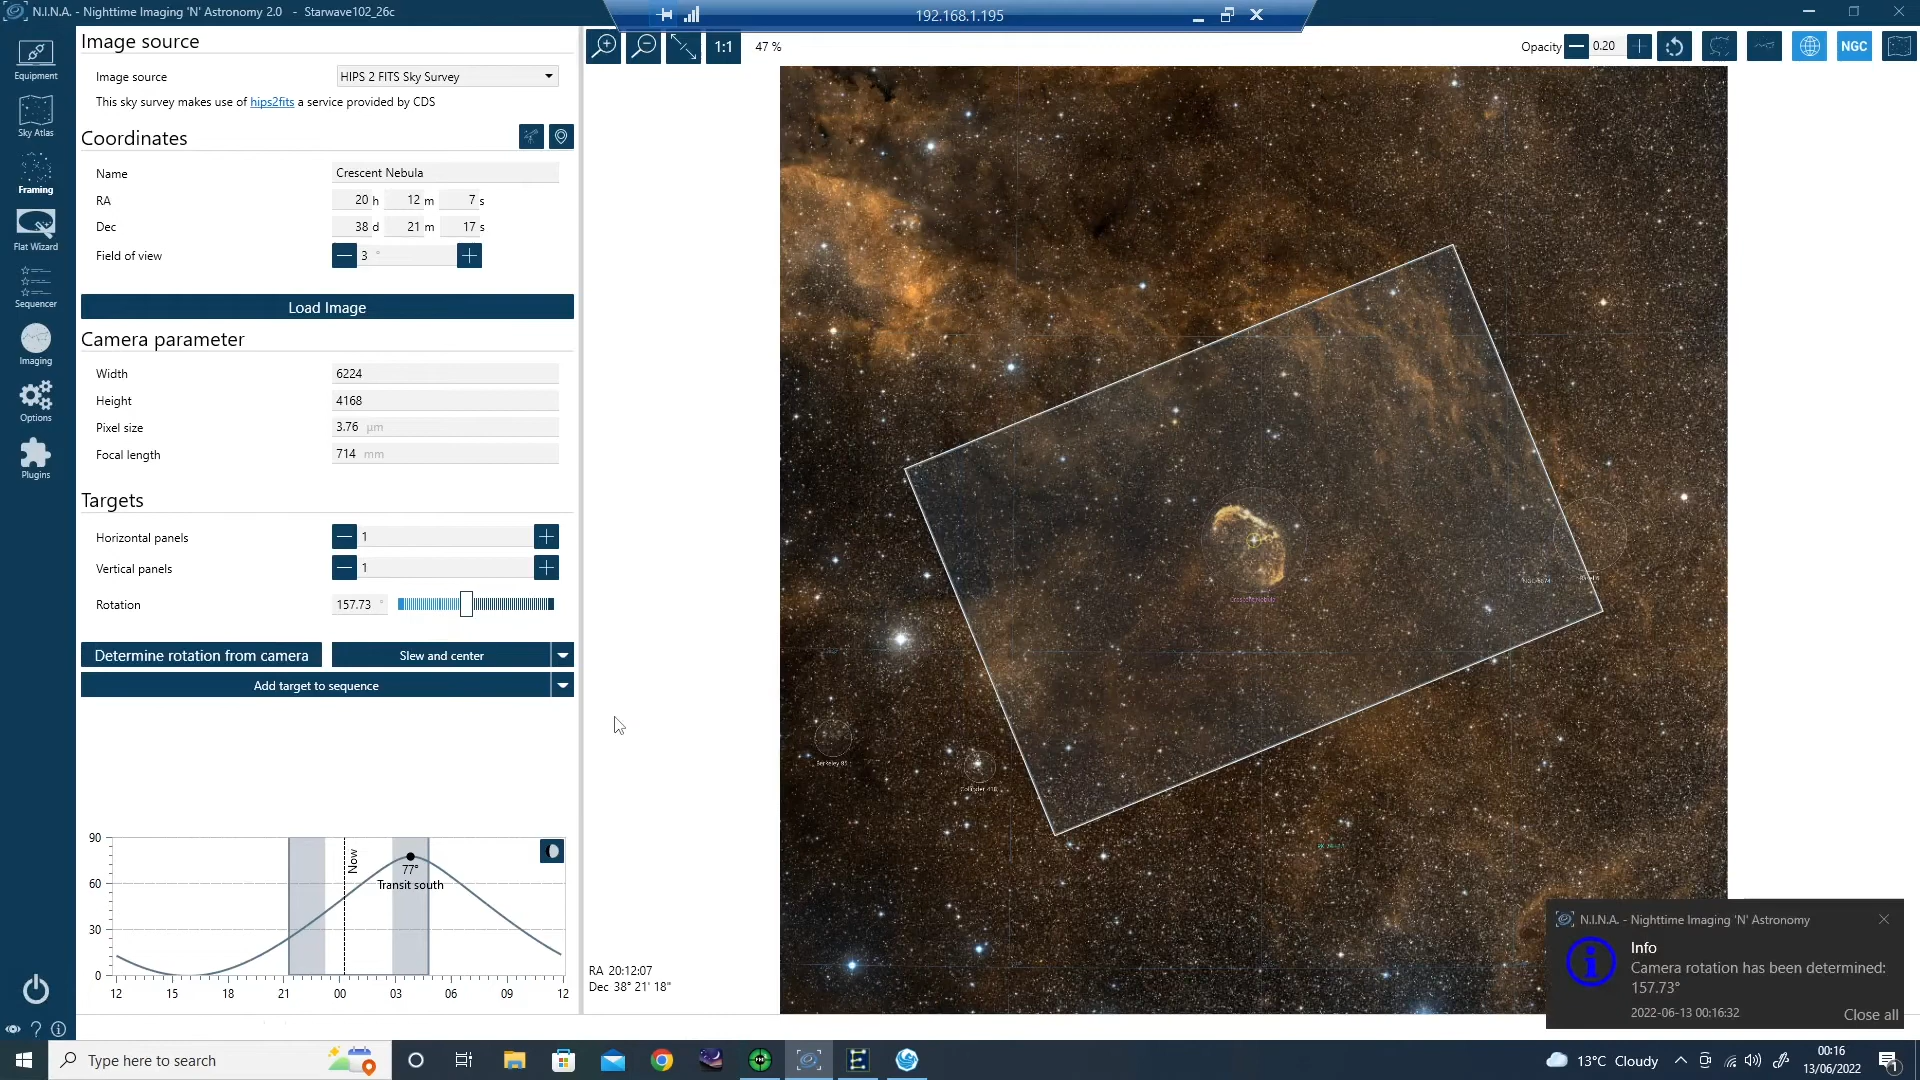 N.I.N.A. - Nighttime Imaging 'N' Astronomy 2.0 - Starwave102_26c
192.168.1.195
Equipment
Sky Atlas
Framing
Flat Wizard
Sequencer
Imaging
Options
Plugins
Image source
Image source HIPS 2 FITS Sky Survey
This sky survey makes use of hips2fits a service provided by CDS
Coordinates
Name Crescent Nebula
RA 20 h 12 m 7 s
Dec 38 d 21 m 17 s
Field of view 3 °
Load Image
Camera parameter
Width 6224
Height 4168
Pixel size 3.76 µm
Focal length 714 mm
Targets
Horizontal panels 1
Vertical panels 1
Rotation 157.73 °
Determine rotation from camera Slew and center
Add target to sequence
90
60
30
0
Now
77°
Transit south
12 15 18 21 00 03 06 09 12
1:1 47 %
Opacity 0.20 NGC
Crescent Nebula
Berkeley 85
RA 20:12:07
Dec 38° 21' 18"
N.I.N.A. - Nighttime Imaging 'N' Astronomy
Info
Camera rotation has been determined:
157.73°
2022-06-13 00:16:32 Close all
Type here to search
13°C Cloudy
00:16
13/06/2022
1